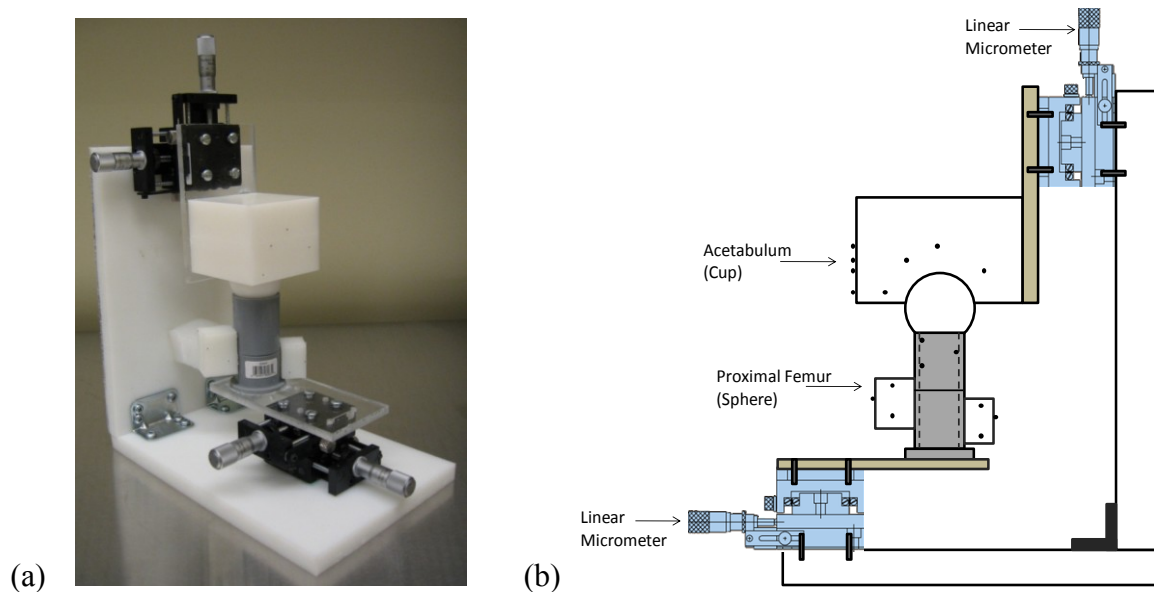 Linear
Micrometer
Acetabulum
(Cup)
Proximal Femur
(Sphere)
Linear
Micrometer
(a)
(b)